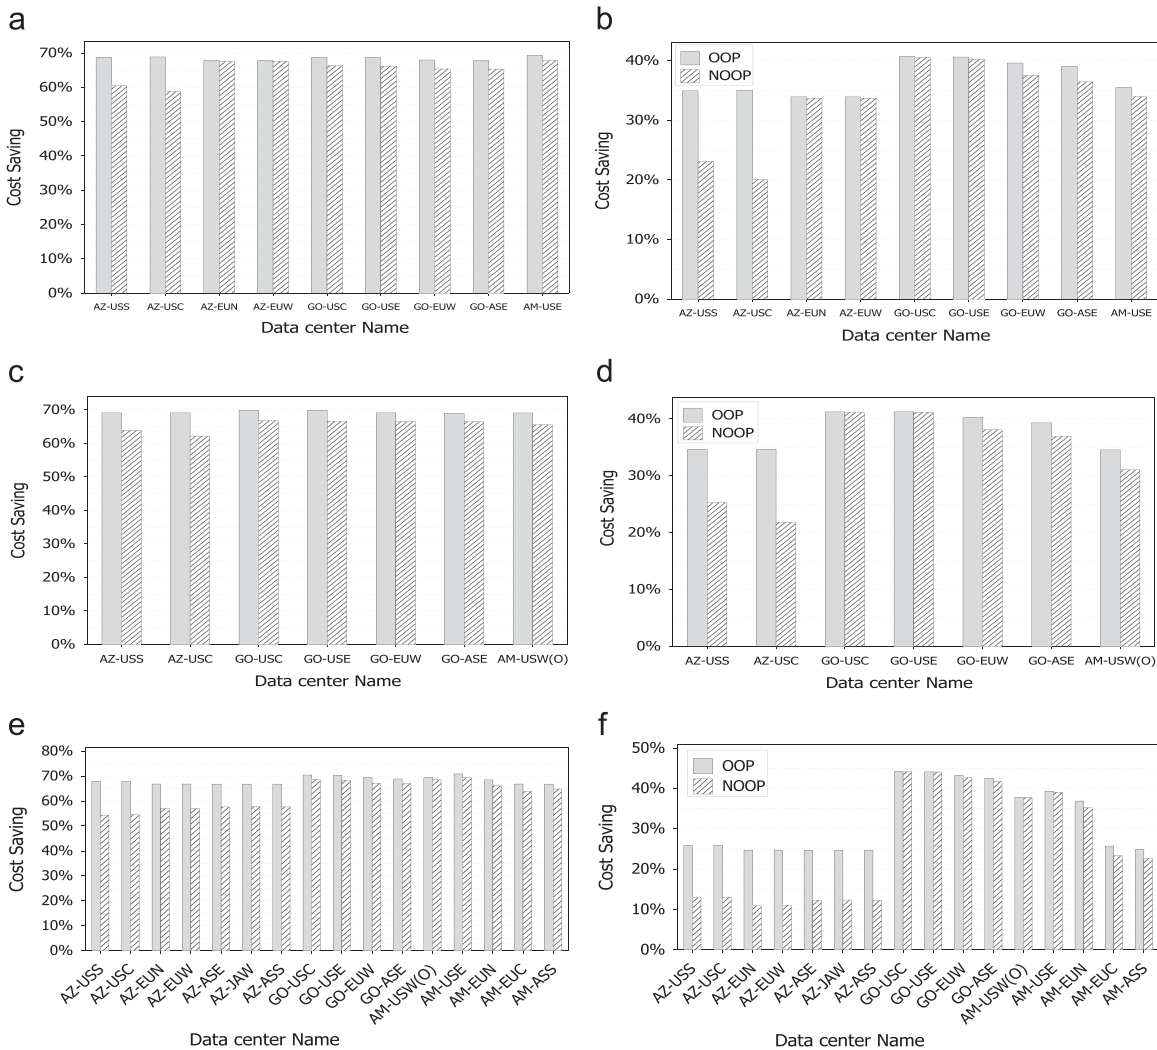 a
70%
60%
50%
40%
30%
20%
10%
0%
Cost Saving
AZ-USS AZ-USC AZ-EUN AZ-EUW GO-USC GO-USE GO-EUW GO-ASE AM-USE
Data center Name
b
OOP
NOOP
40%
30%
20%
10%
0%
Cost Saving
AZ-USS AZ-USC AZ-EUN AZ-EUW GO-USC GO-USE GO-EUW GO-ASE AM-USE
Data center Name
c
70%
60%
50%
40%
30%
20%
10%
0%
Cost Saving
AZ-USS AZ-USC GO-USC GO-USE GO-EUW GO-ASE AM-USW(O)
Data center Name
d
OOP
NOOP
40%
30%
20%
10%
0%
Cost Saving
AZ-USS AZ-USC GO-USC GO-USE GO-EUW GO-ASE AM-USW(O)
Data center Name
e
80%
70%
60%
50%
40%
30%
20%
10%
0%
Cost Saving
AZ-USS AZ-USC AZ-EUN AZ-EUW AZ-ASE AZ-JAW AZ-ASS GO-USC GO-USE GO-EUW GO-ASE AM-USW(O) AM-USE AM-EUN AM-EUC AM-ASS
Data center Name
f
OOP
NOOP
50%
40%
30%
20%
10%
0%
Cost Saving
AZ-USS AZ-USC AZ-EUN AZ-EUW AZ-ASE AZ-JAW AZ-ASS GO-USC GO-USE GO-EUW GO-ASE AM-USW(O) AM-USE AM-EUN AM-EUC AM-ASS
Data center Name